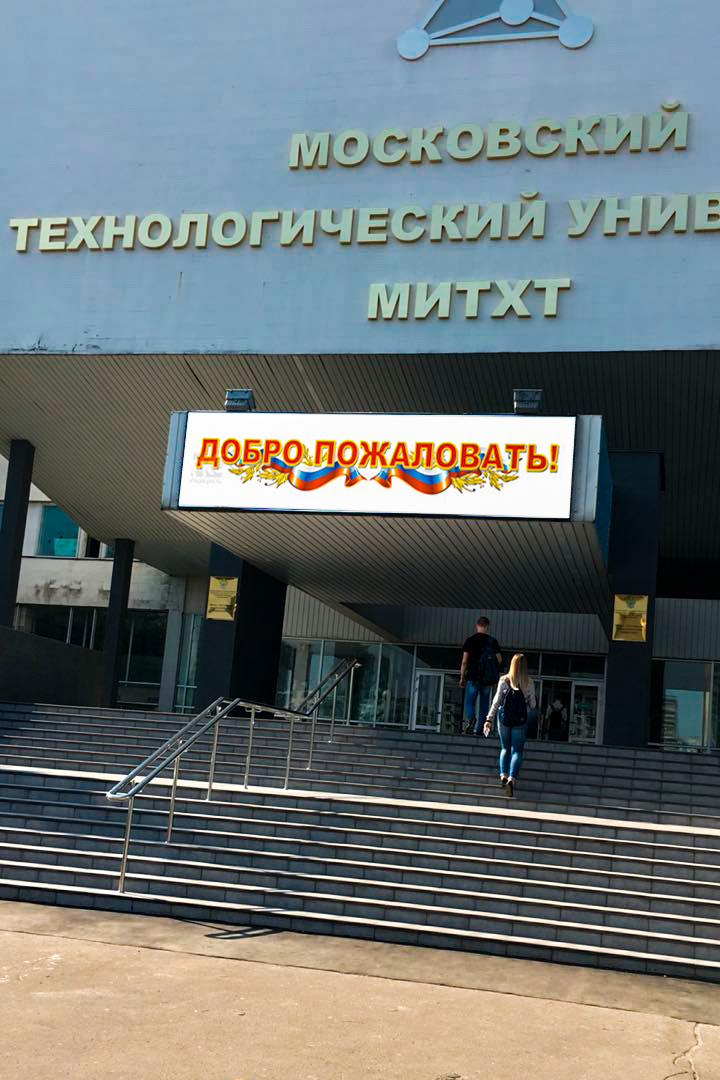 МОСКОВСКИЙ
ТЕХНОЛОГИЧЕСКИЙ УНИВ
МИТХТ
ДОБРО ПОЖАЛОВАТЬ!